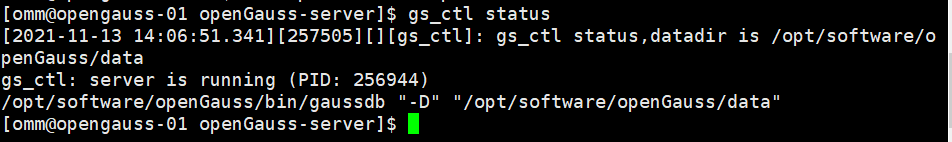 [omm@opengauss-01 openGauss-server]$ gs_ctl status
[2021-11-13 14:06:51.341][257505][][gs_ctl]: gs_ctl status,datadir is /opt/software/o
penGauss/data
gs_ctl: server is running (PID: 256944)
/opt/software/openGauss/bin/gaussdb "-D" "/opt/software/openGauss/data"
[omm@opengauss-01 openGauss-server]$